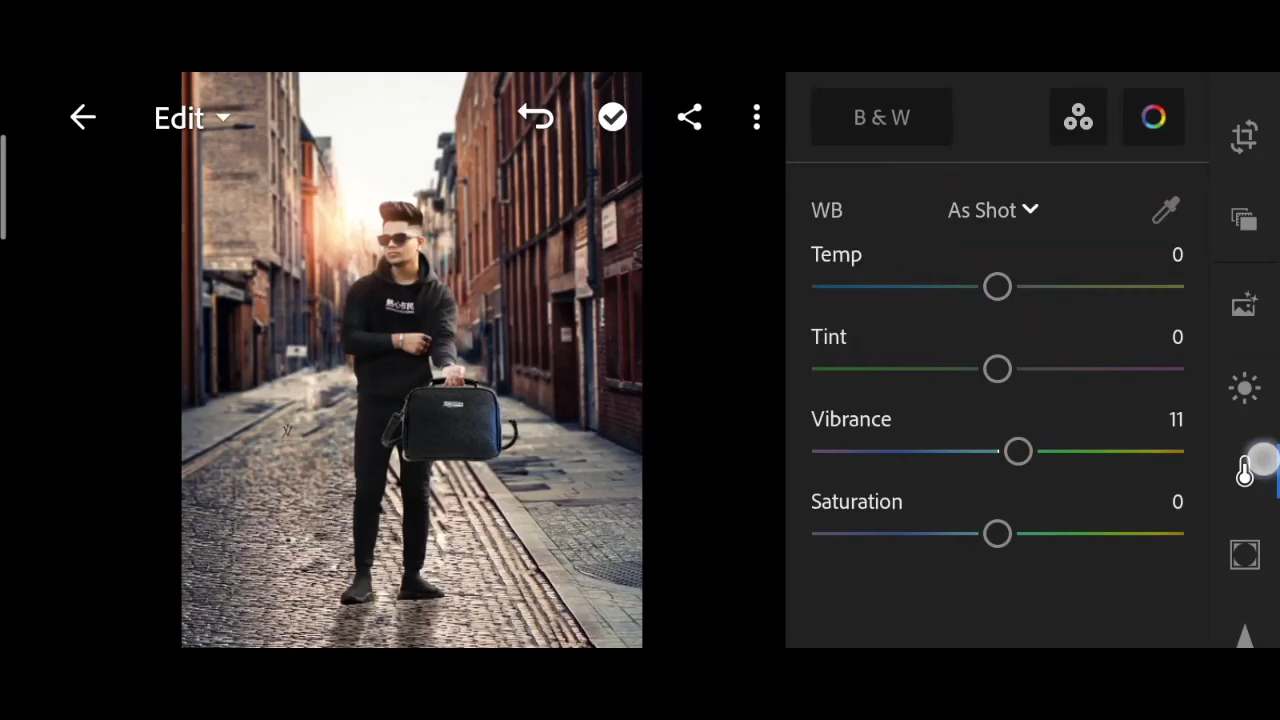 Edit
B & W
WB
As Shot
Temp
0
Tint
0
Vibrance
11
Saturation
0